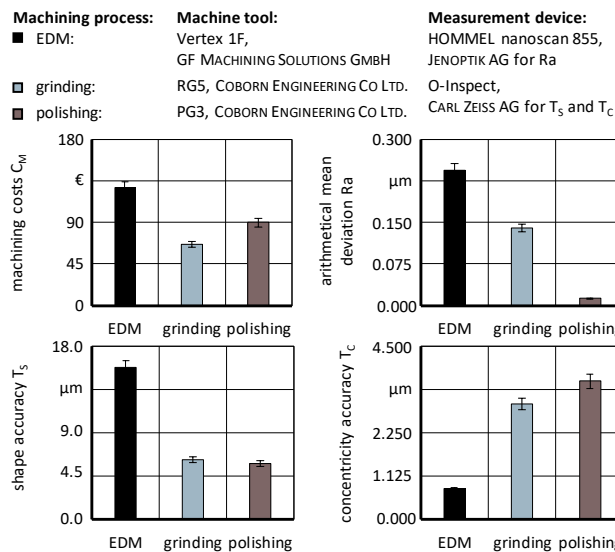 Machining process: Machine tool: Measurement device:
EDM: Vertex 1F, HOMMEL nanoscan 855,
GF MACHINING SOLUTIONS GMBH JENOPTIK AG for Ra
grinding: RG5, COBORN ENGINEERING CO LTD. O-Inspect,
polishing: PG3, COBORN ENGINEERING CO LTD. CARL ZEISS AG for TS and TC
machining costs CM
180
€
90
45
0
EDM grinding polishing
arithmetical mean
deviation Ra
0.300
µm
0.150
0.075
0.000
EDM grinding polishing
shape accuracy TS
18.0
µm
9.0
4.5
0.0
EDM grinding polishing
concentricity accuracy TC
4.500
µm
2.250
1.125
0.000
EDM grinding polishing